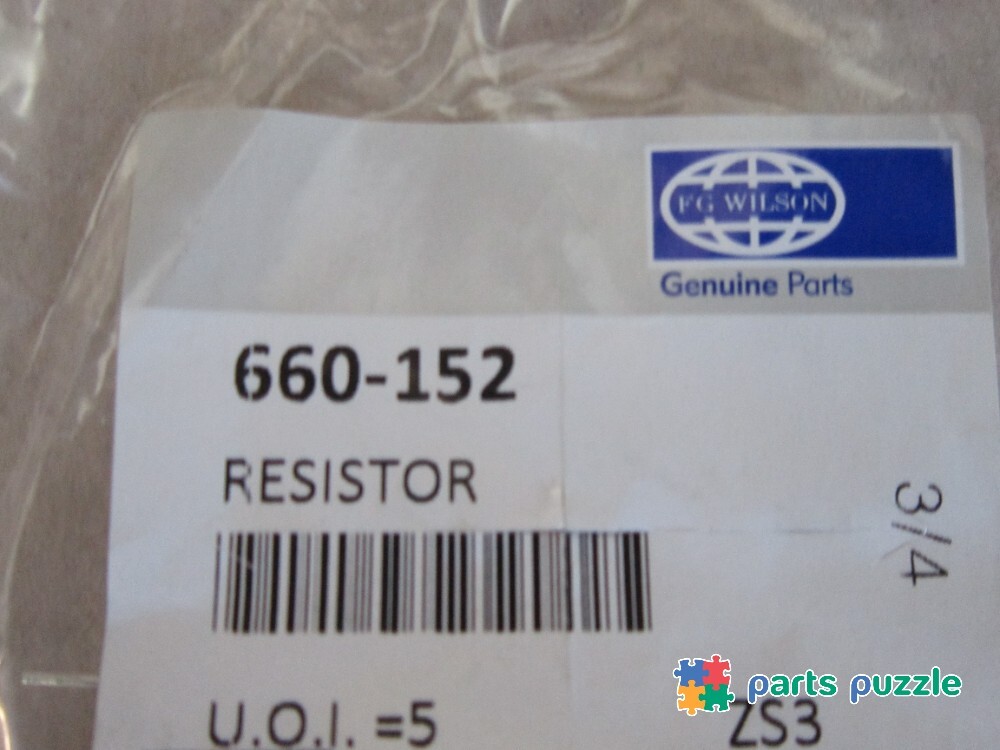 FG WILSON
Genuine Parts
660-152
RESISTOR
3/4
U.O.I. =5
ZS3
parts puzzle